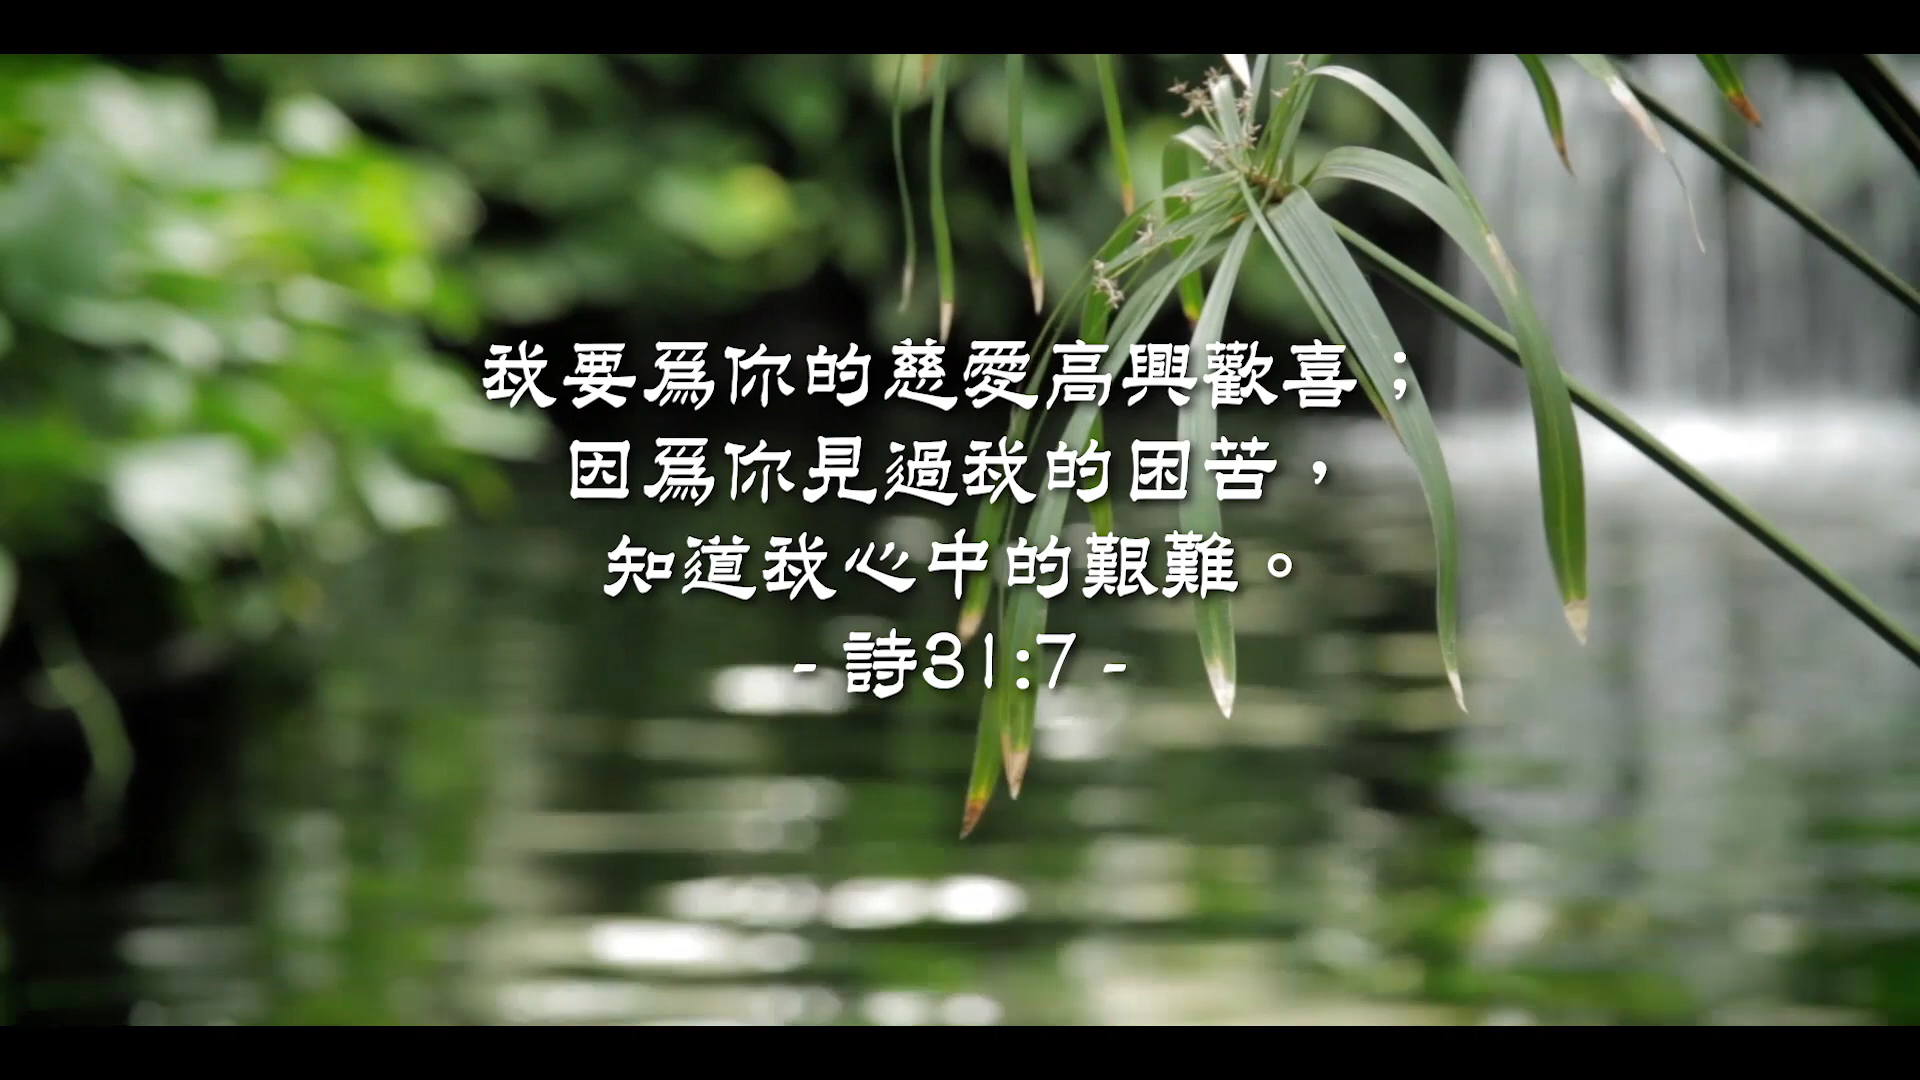 我要爲你的慈愛高興歡喜；
因爲你見過我的困苦，
知道我心中的艱難。
- 詩31:7 -